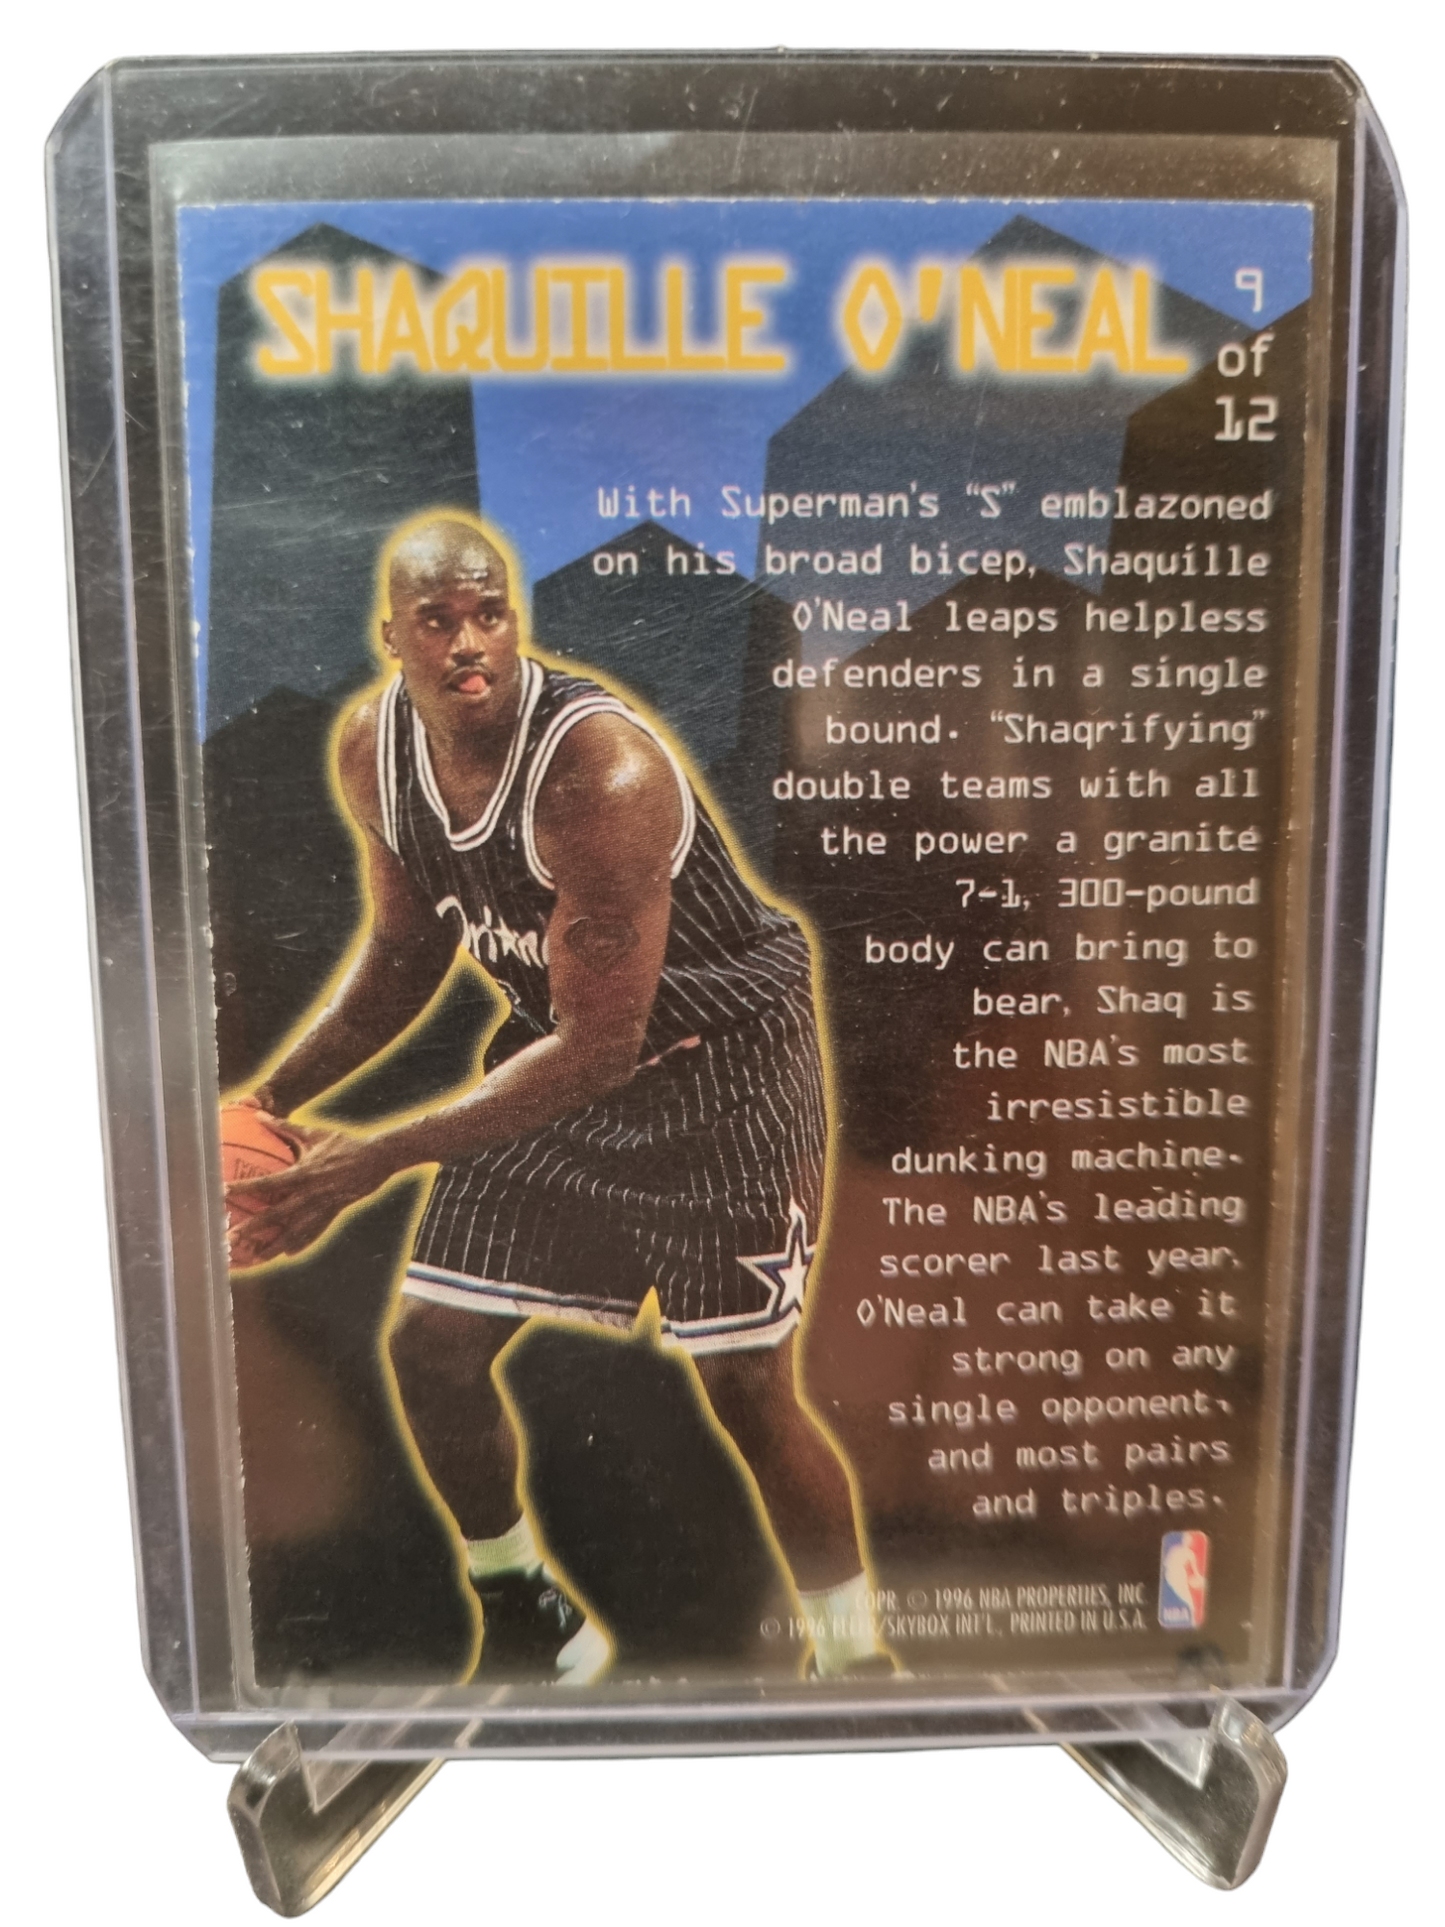 SHAQUILLE O'NEAL
9
of
12
With Superman's “S” emblazoned
on his broad bicep, Shaquille
O'Neal leaps helpless
defenders in a single
bound. “Shaqrifying”
double teams with all
the power a granite
7-1, 300-pound
body can bring to
bear, Shaq is
the NBA's most
irresistible
dunking machine.
The NBA's leading
scorer last year,
O'Neal can take it
strong on any
single opponent,
and most pairs
and triples.
COPR. © 1996 NBA PROPERTIES, INC
© 1996 FLEER/SKYBOX INT'L., PRINTED IN U.S.A.
NBA